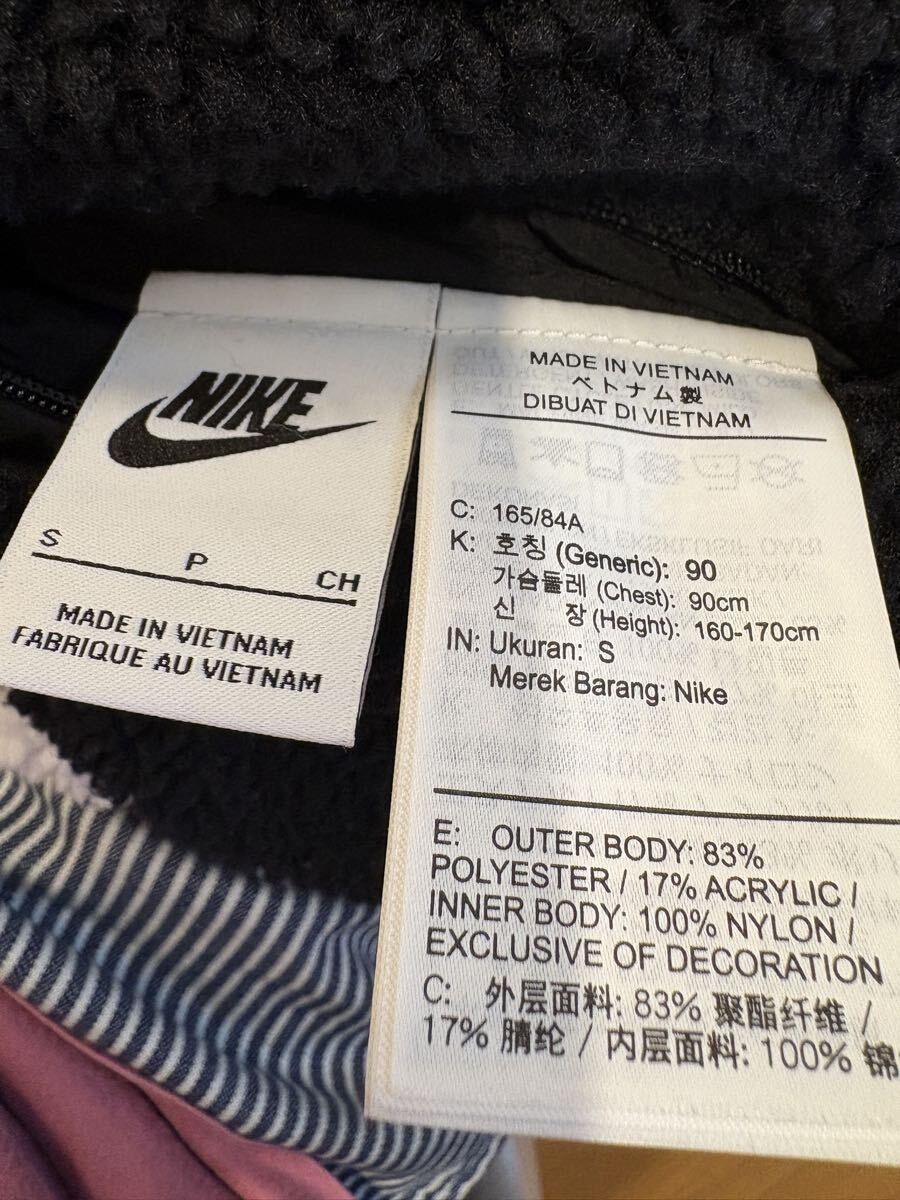 NIKE
S P CH
MADE IN VIETNAM
FABRIQUE AU VIETNAM
MADE IN VIETNAM
ベトナム製
DIBUAT DI VIETNAM
C: 165/84A
K: 호칭 (Generic): 90
가슴둘레 (Chest): 90cm
신 장 (Height): 160-170cm
IN: Ukuran: S
Merek Barang: Nike
E: OUTER BODY: 83%
POLYESTER / 17% ACRYLIC /
INNER BODY: 100% NYLON /
EXCLUSIVE OF DECORATION
C: 外层面料: 83% 聚酯纤维 /
17% 腈纶 / 内层面料: 100% 锦